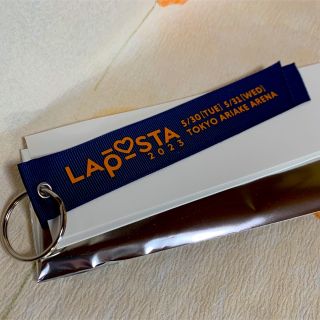 LAPOSTA
2023
5/30[TUE] 5/31[WED]
TOKYO ARIAKE ARENA